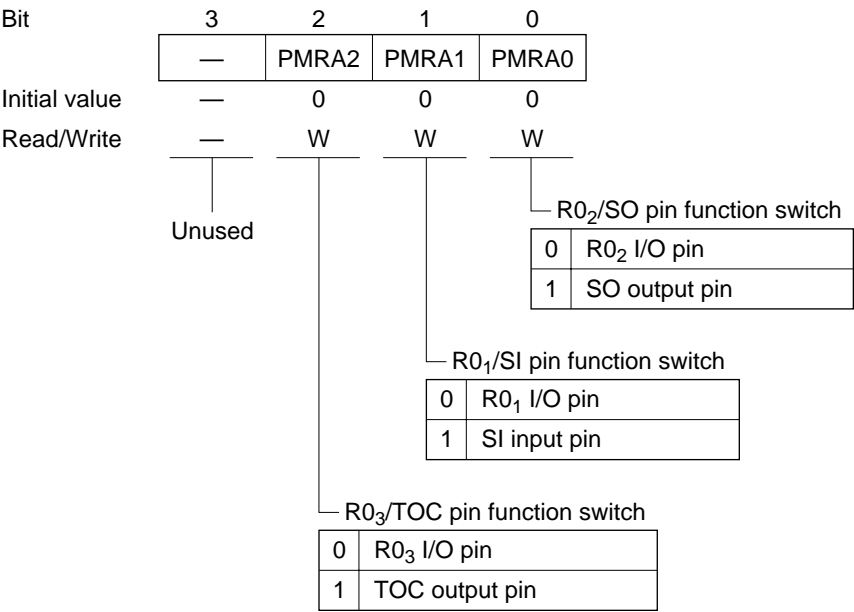 Bit 3 2 1 0
— PMRA2 PMRA1 PMRA0
Initial value — 0 0 0
Read/Write — W W W
Unused
R0₂/SO pin function switch
0 R0₂ I/O pin
1 SO output pin
R0₁/SI pin function switch
0 R0₁ I/O pin
1 SI input pin
R0₃/TOC pin function switch
0 R0₃ I/O pin
1 TOC output pin